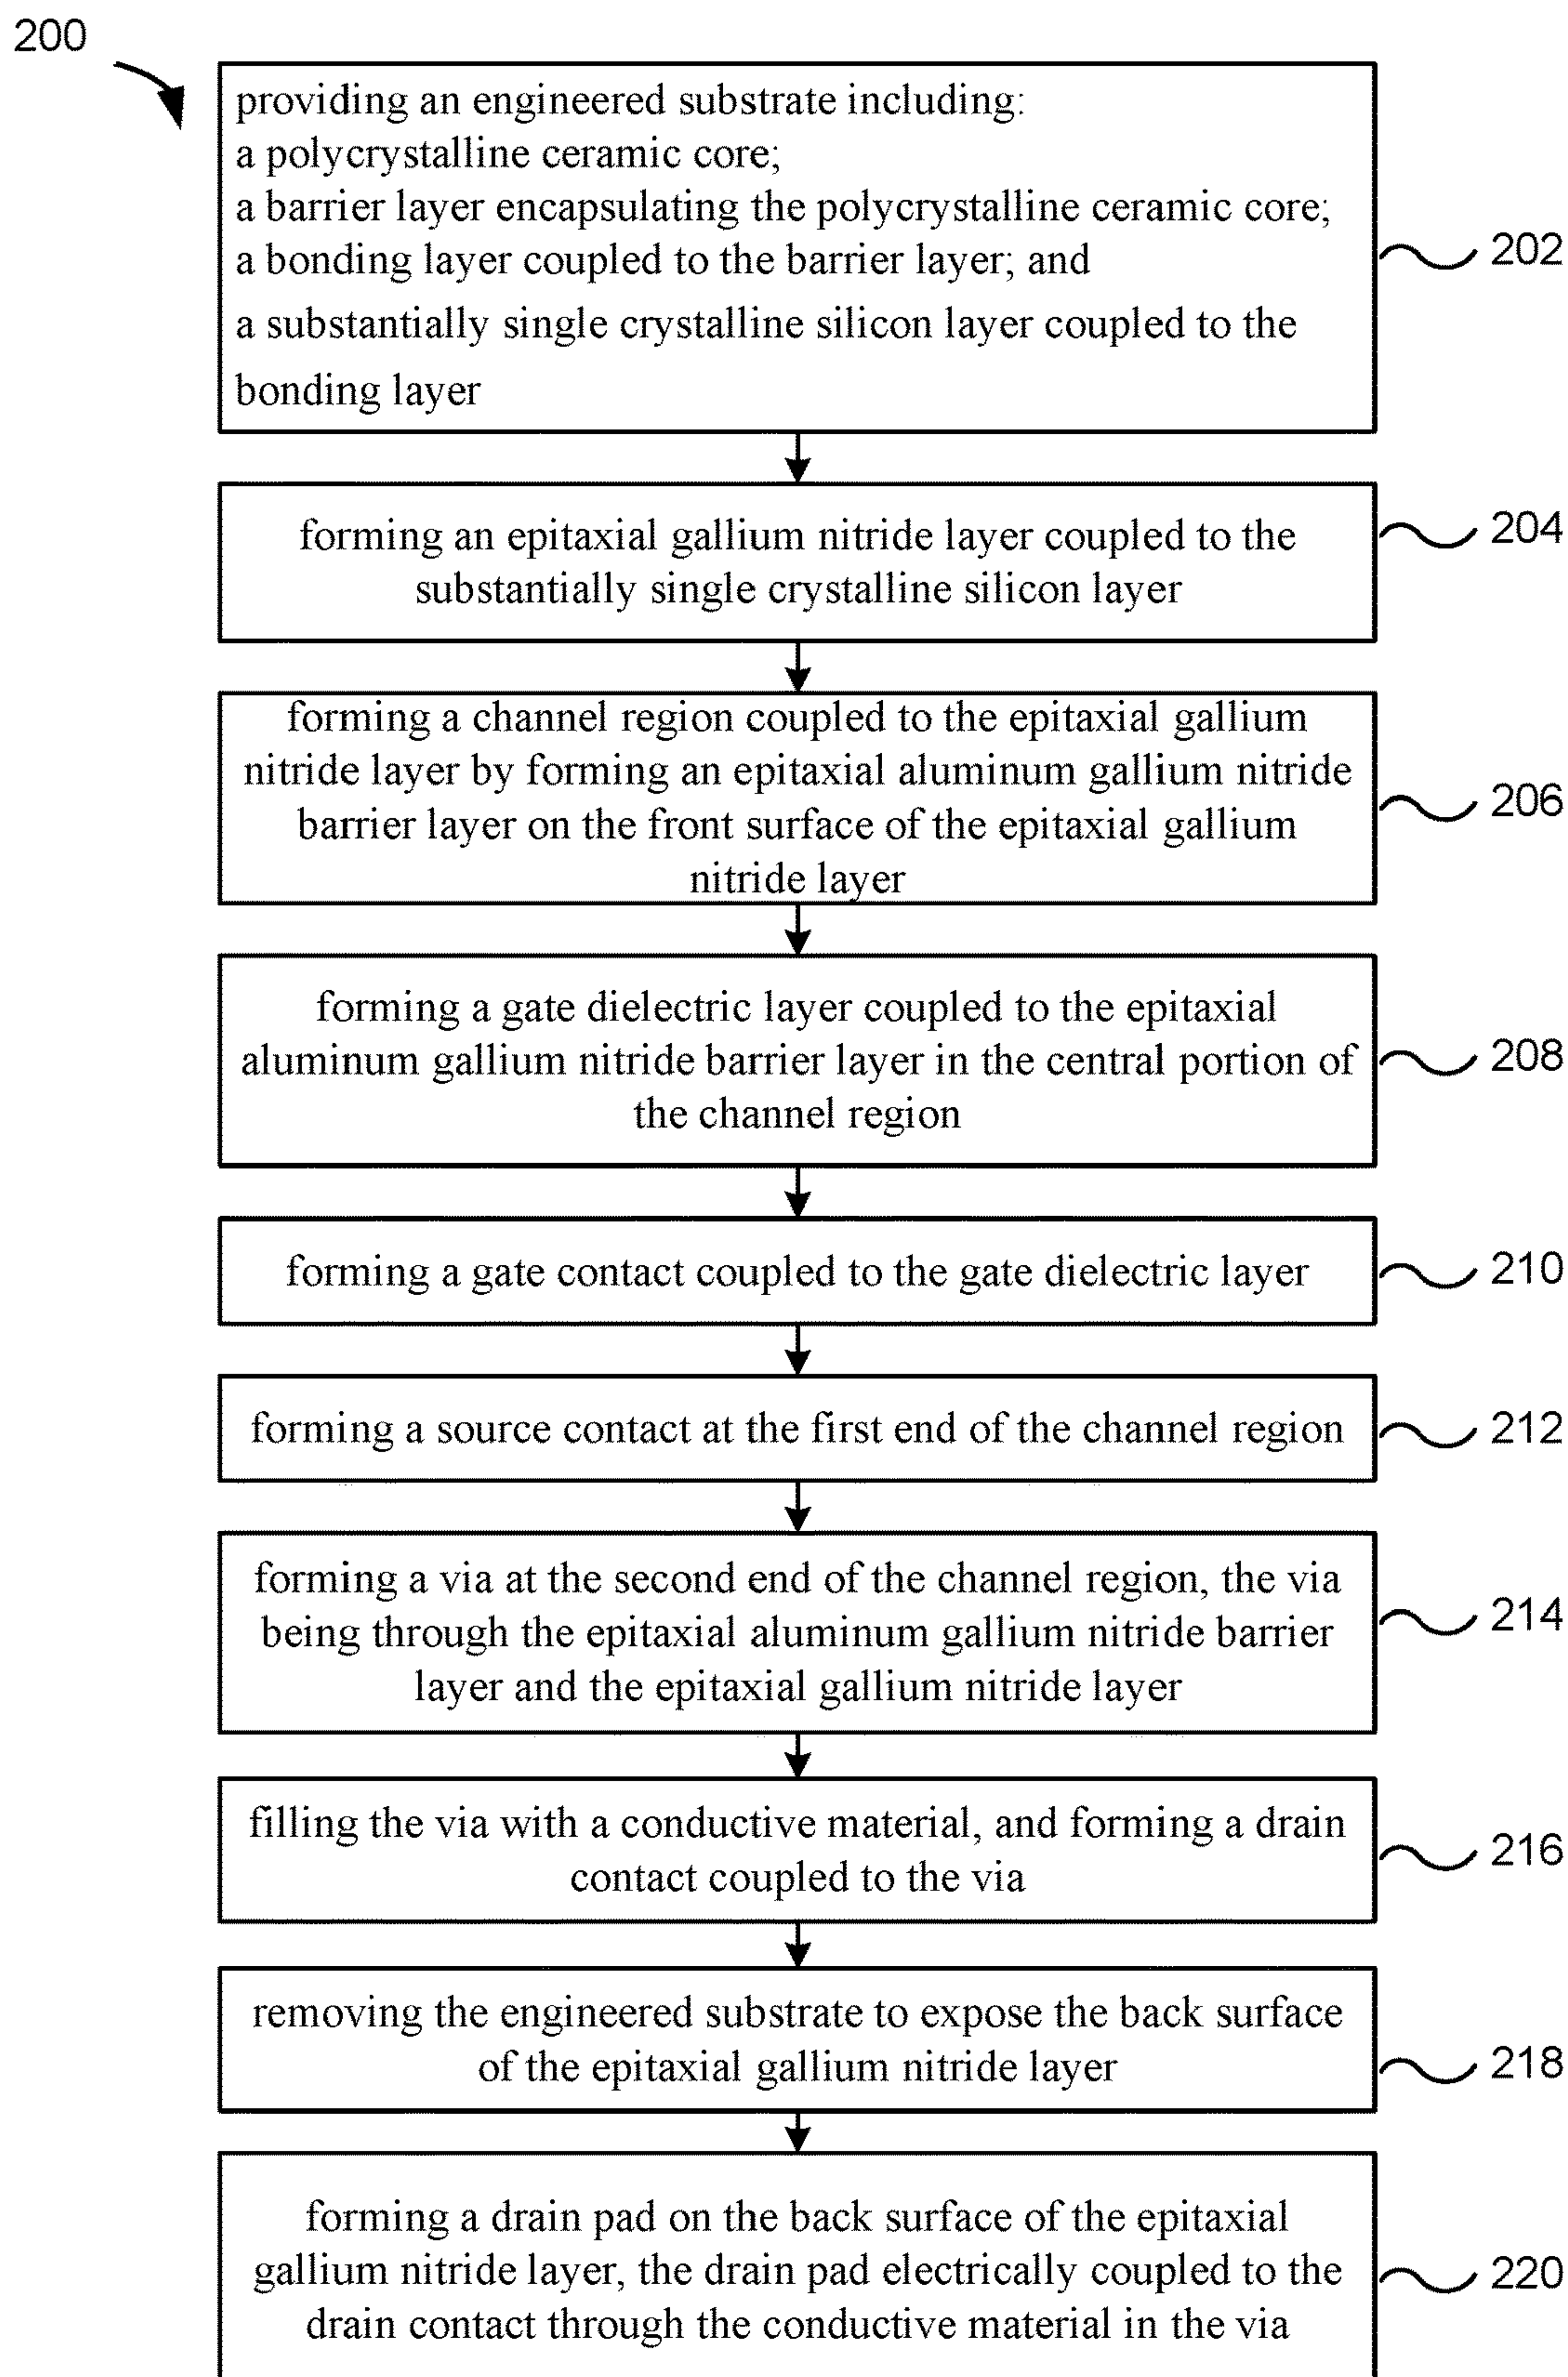 200
providing an engineered substrate including:
a polycrystalline ceramic core;
a barrier layer encapsulating the polycrystalline ceramic core;
a bonding layer coupled to the barrier layer; and
a substantially single crystalline silicon layer coupled to the
bonding layer
202
forming an epitaxial gallium nitride layer coupled to the
substantially single crystalline silicon layer
204
forming a channel region coupled to the epitaxial gallium
nitride layer by forming an epitaxial aluminum gallium nitride
barrier layer on the front surface of the epitaxial gallium
nitride layer
206
forming a gate dielectric layer coupled to the epitaxial
aluminum gallium nitride barrier layer in the central portion of
the channel region
208
forming a gate contact coupled to the gate dielectric layer
210
forming a source contact at the first end of the channel region
212
forming a via at the second end of the channel region, the via
being through the epitaxial aluminum gallium nitride barrier
layer and the epitaxial gallium nitride layer
214
filling the via with a conductive material, and forming a drain
contact coupled to the via
216
removing the engineered substrate to expose the back surface
of the epitaxial gallium nitride layer
218
forming a drain pad on the back surface of the epitaxial
gallium nitride layer, the drain pad electrically coupled to the
drain contact through the conductive material in the via
220